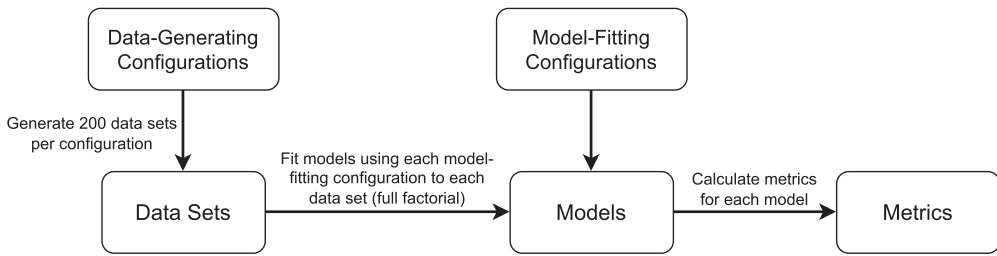 Data-Generating
Configurations
Model-Fitting
Configurations
Generate 200 data sets
per configuration
Fit models using each model-
fitting configuration to each
data set (full factorial)
Calculate metrics
for each model
Data Sets
Models
Metrics